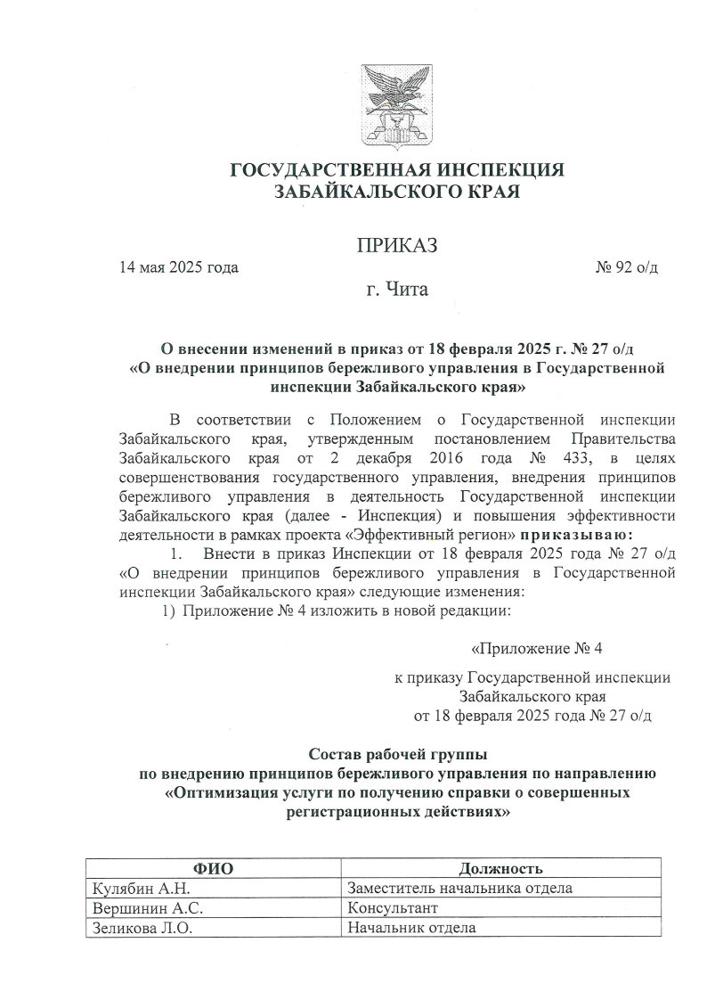 ГОСУДАРСТВЕННАЯ ИНСПЕКЦИЯ
ЗАБАЙКАЛЬСКОГО КРАЯ
ПРИКАЗ
14 мая 2025 года № 92 о/д
г. Чита
О внесении изменений в приказ от 18 февраля 2025 г. № 27 о/д
«О внедрении принципов бережливого управления в Государственной
инспекции Забайкальского края»
В соответствии с Положением о Государственной инспекции
Забайкальского края, утвержденным постановлением Правительства
Забайкальского края от 2 декабря 2016 года № 433, в целях
совершенствования государственного управления, внедрения принципов
бережливого управления в деятельность Государственной инспекции
Забайкальского края (далее - Инспекция) и повышения эффективности
деятельности в рамках проекта «Эффективный регион» приказываю:
1. Внести в приказ Инспекции от 18 февраля 2025 года № 27 о/д
«О внедрении принципов бережливого управления в Государственной
инспекции Забайкальского края» следующие изменения:
1) Приложение № 4 изложить в новой редакции:
«Приложение № 4
к приказу Государственной инспекции
Забайкальского края
от 18 февраля 2025 года № 27 о/д
Состав рабочей группы
по внедрению принципов бережливого управления по направлению
«Оптимизация услуги по получению справки о совершенных
регистрационных действиях»
ФИО Должность
Кулябин А.Н. Заместитель начальника отдела
Вершинин А.С. Консультант
Зеликова Л.О. Начальник отдела